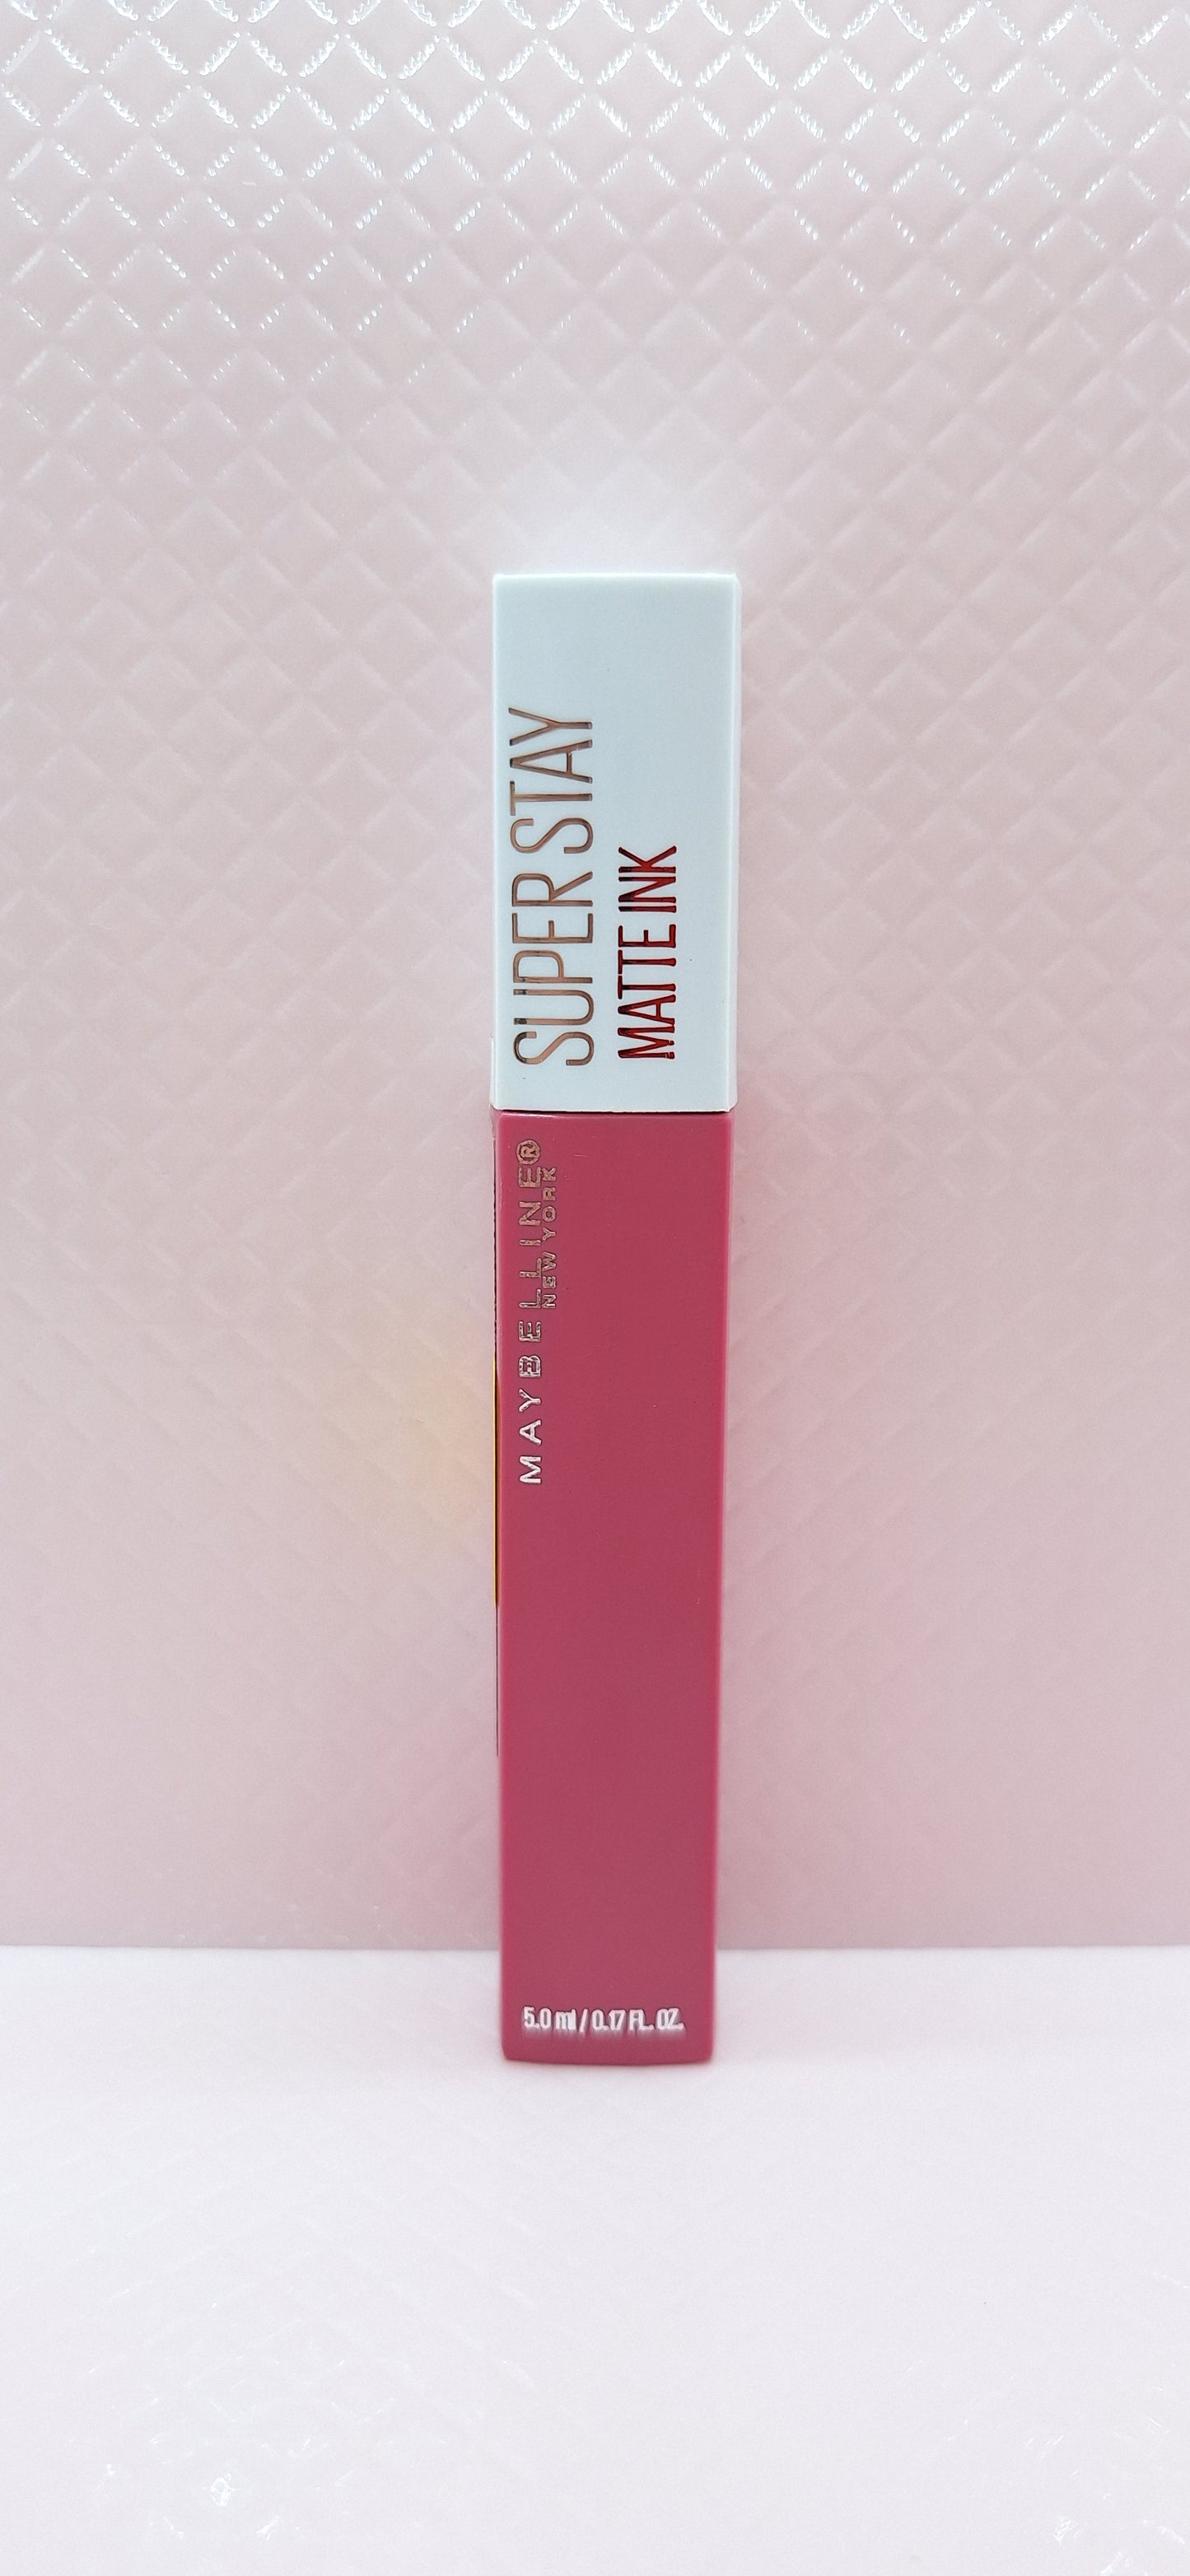 SUPER STAY
MATTE INK
MAYBELLINE®
NEW YORK
5.0 ml / 0.17 FL. OZ.